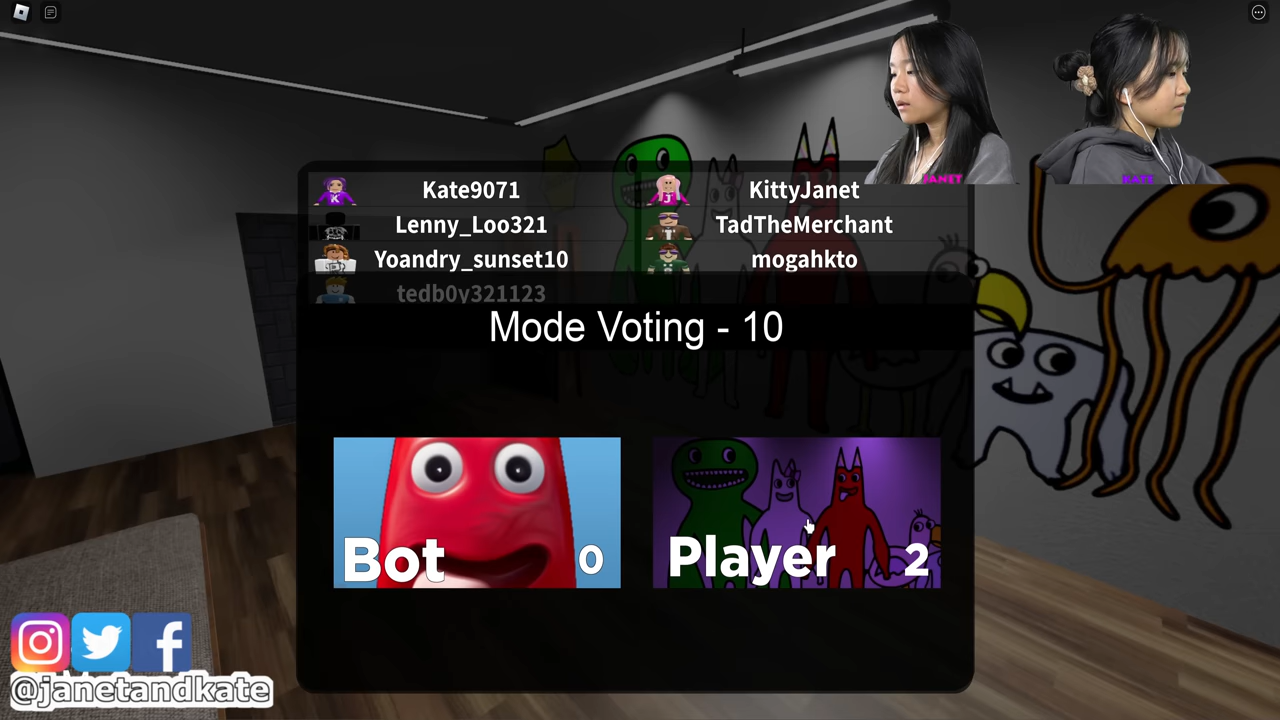 JANET
KATE
Kate9071
KittyJanet
Lenny_Loo321
TadTheMerchant
Yoandry_sunset10
mogahkto
tedb0y321123
Mode Voting - 10
Bot 0
Player 2
@janetandkate